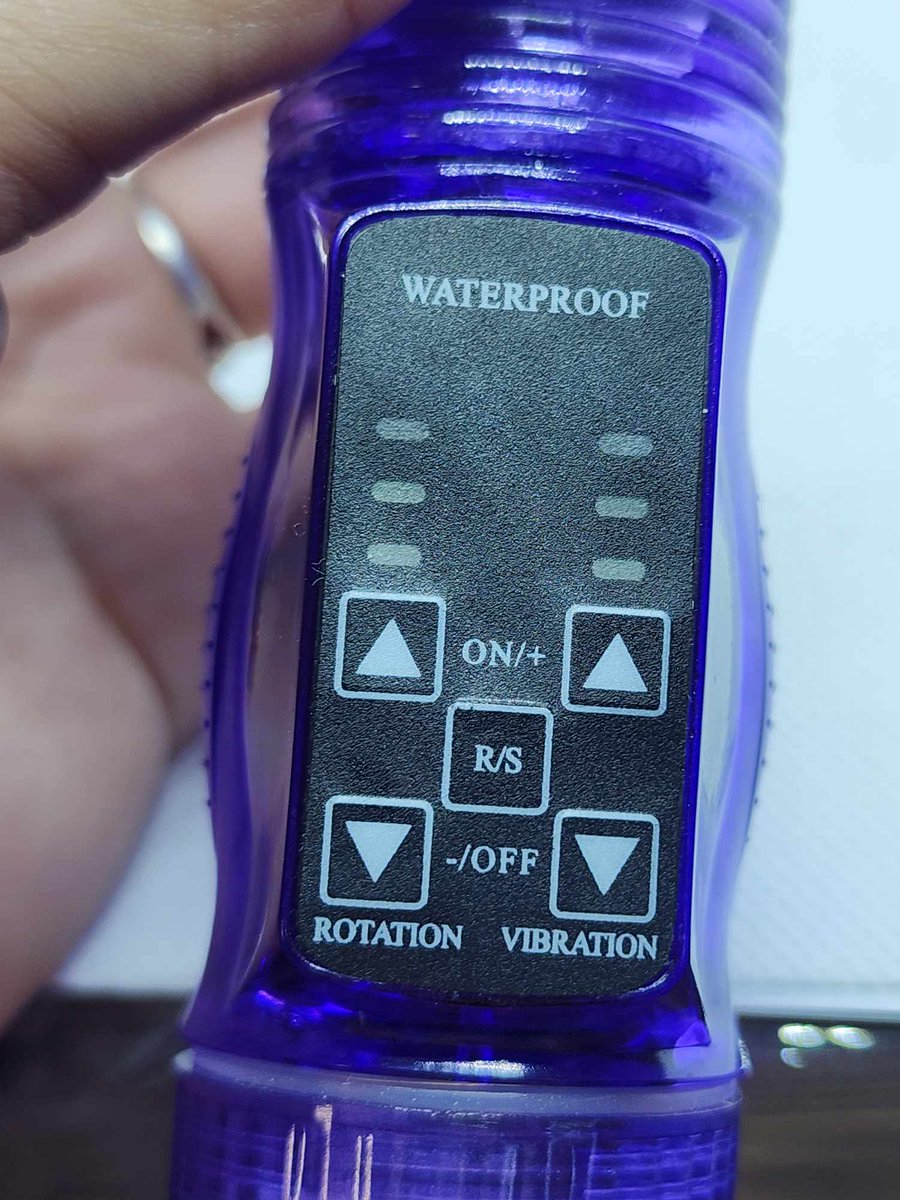 WATERPROOF
ON/+
R/S
-/OFF
ROTATION VIBRATION